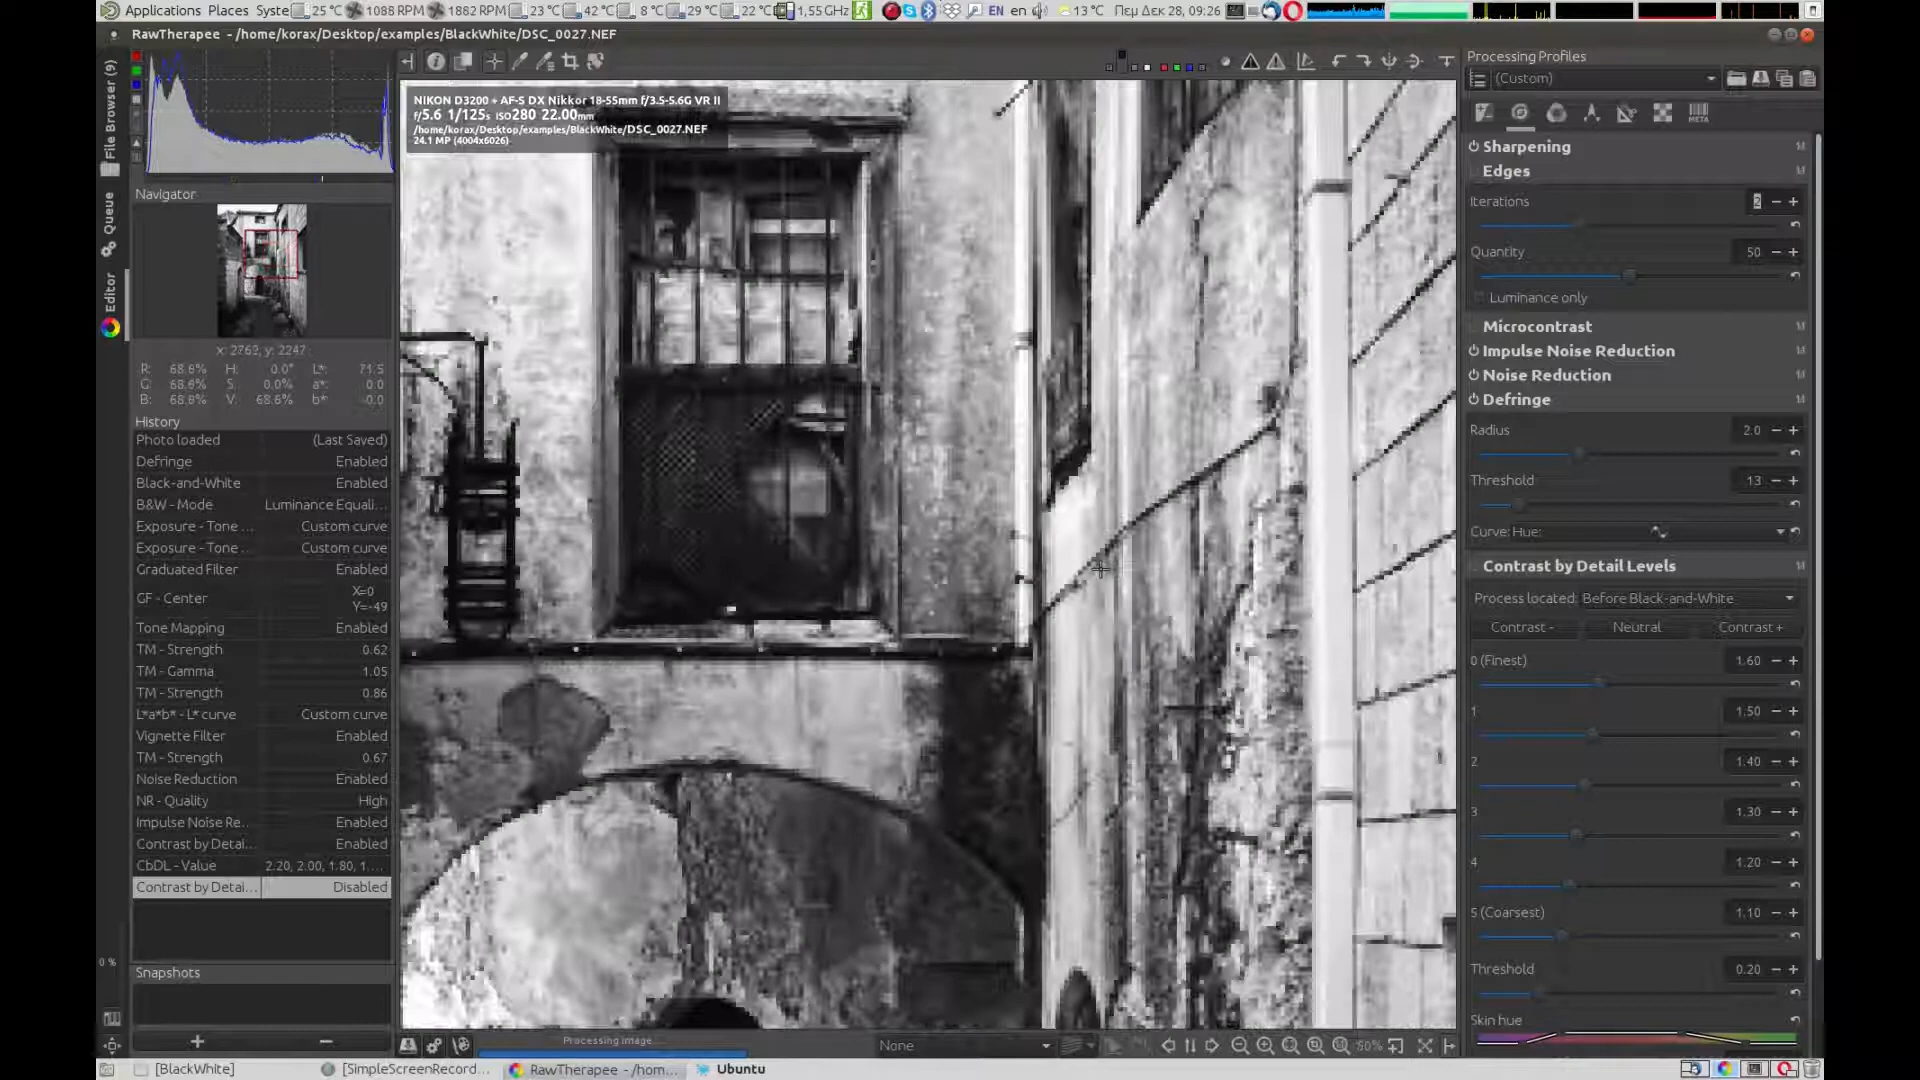 Applications Places Syste 25 °C 1088 RPM 1882 RPM 23 °C 42 °C 8 °C 29 °C 22 °C 1,55 GHz EN en 13 °C Πεμ Δεκ 28, 09:26
RawTherapee - /home/korax/Desktop/examples/BlackWhite/DSC_0027.NEF
File Browser (9)
Queue
Editor
NIKON D3200 + AF-S DX Nikkor 18-55mm f/3.5-5.6G VR II
f/5.6 1/125s ISO280 22.00mm
/home/korax/Desktop/examples/BlackWhite/DSC_0027.NEF
24.1 MP (4004x6026)
Navigator
x: 2762, y: 2247
R: 68.6% H: 0.0° L*: 71.5
G: 68.6% S: 0.0% a*: 0.0
B: 68.6% V: 68.6% b*: -0.0
History
Photo loaded (Last Saved)
Defringe Enabled
Black-and-White Enabled
B&W - Mode Luminance Equali...
Exposure - Tone ... Custom curve
Exposure - Tone ... Custom curve
Graduated Filter Enabled
GF - Center X=0
Y=-49
Tone Mapping Enabled
TM - Strength 0.62
TM - Gamma 1.05
TM - Strength 0.86
L*a*b* - L* curve Custom curve
Vignette Filter Enabled
TM - Strength 0.67
Noise Reduction Enabled
NR - Quality High
Impulse Noise Re... Enabled
Contrast by Detai... Enabled
CbDL - Value 2.20, 2.00, 1.80, 1....
Contrast by Detai... Disabled
0 %
Snapshots
Processing image...
None
50%
Processing Profiles
(Custom)
META
Sharpening
Edges
Iterations 2
Quantity 50
Luminance only
Microcontrast
Impulse Noise Reduction
Noise Reduction
Defringe
Radius 2.0
Threshold 13
Curve: Hue:
Contrast by Detail Levels
Process located: Before Black-and-White
Contrast - Neutral Contrast +
0 (Finest) 1.60
1 1.50
2 1.40
3 1.30
4 1.20
5 (Coarsest) 1.10
Threshold 0.20
Skin hue
[BlackWhite] [SimpleScreenRecord... RawTherapee - /hom... Ubuntu